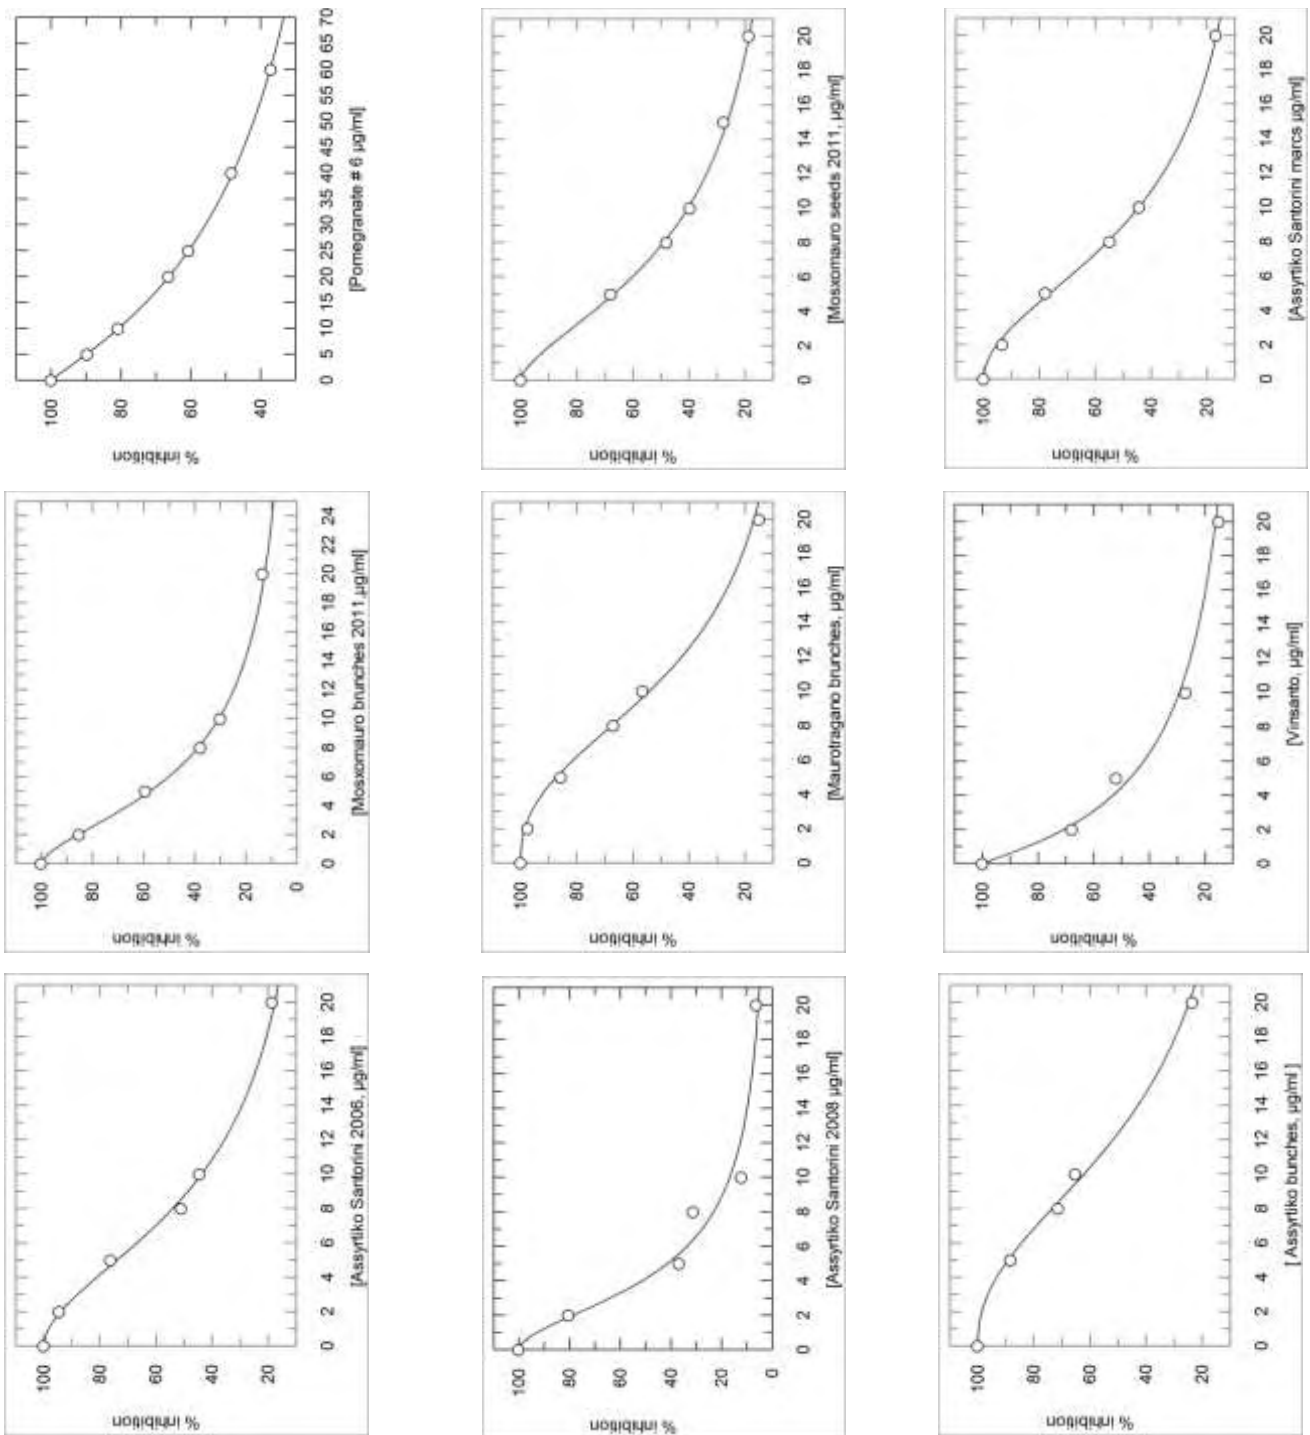 % inhibition
100
80
60
40
20
0 2 4 6 8 10 12 14 16 18 20
[Assyrtiko Santorini 2006, µg/ml]
% inhibition
100
80
60
40
20
0
0 2 4 6 8 10 12 14 16 18 20 22 24
[Mosxomauro brunches 2011,µg/ml]
% inhibition
100
80
60
40
0 5 10 15 20 25 30 35 40 45 50 55 60 65 70
[Pomegranate # 6 µg/ml]
% inhibition
100
80
60
40
20
0
0 2 4 6 8 10 12 14 16 18 20
[Assyrtiko Santorini 2008 µg/ml]
% inhibition
100
80
60
40
20
0 2 4 6 8 10 12 14 16 18 20
[Maurotragano brunches, µg/ml]
% inhibition
100
80
60
40
20
0 2 4 6 8 10 12 14 16 18 20
[Mosxomauro seeds 2011, µg/ml]
% inhibition
100
80
60
40
20
0 2 4 6 8 10 12 14 16 18 20
[ Assyrtiko bunches, µg/ml ]
% inhibition
100
80
60
40
20
0 2 4 6 8 10 12 14 16 18 20
[Vinsanto, µg/ml]
% inhibition
100
80
60
40
20
0 2 4 6 8 10 12 14 16 18 20
[Assyrtiko Santorini marcs µg/ml]